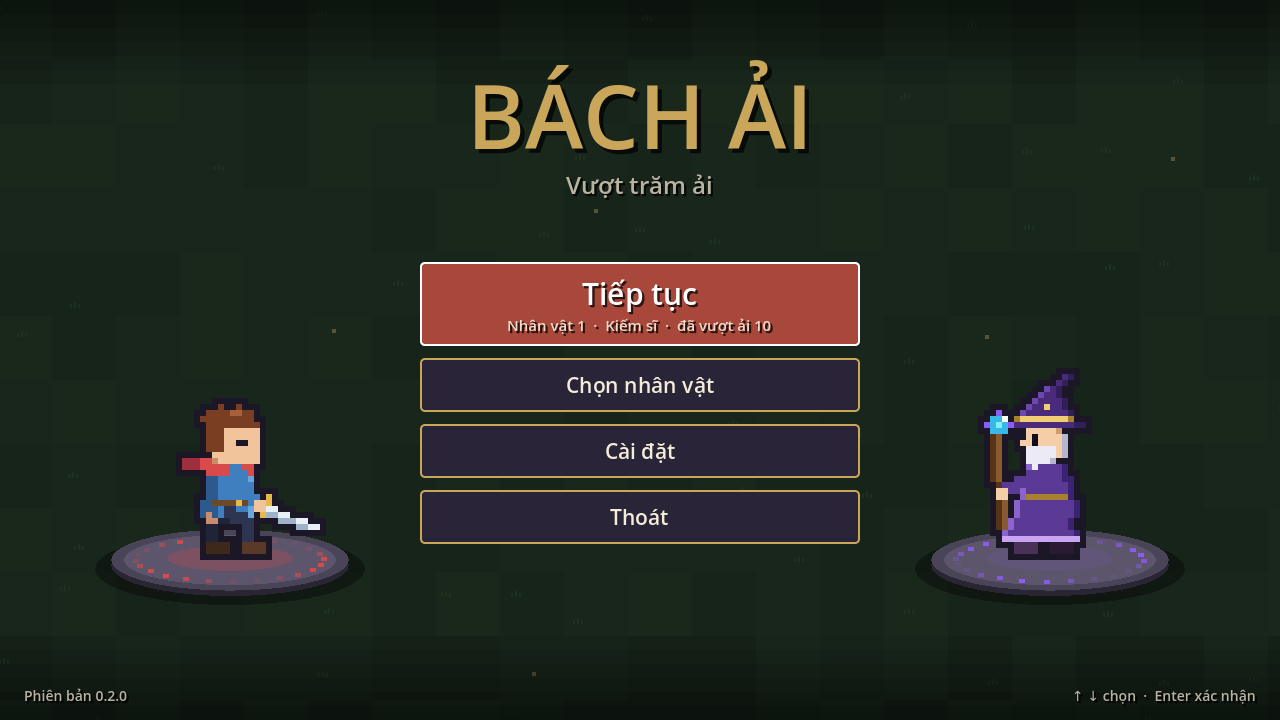 BÁCH ẢI
Vượt trăm ải
Tiếp tục
Nhân vật 1 · Kiếm sĩ · đã vượt ải 10
Chọn nhân vật
Cài đặt
Thoát
Phiên bản 0.2.0
↑ ↓ chọn · Enter xác nhận